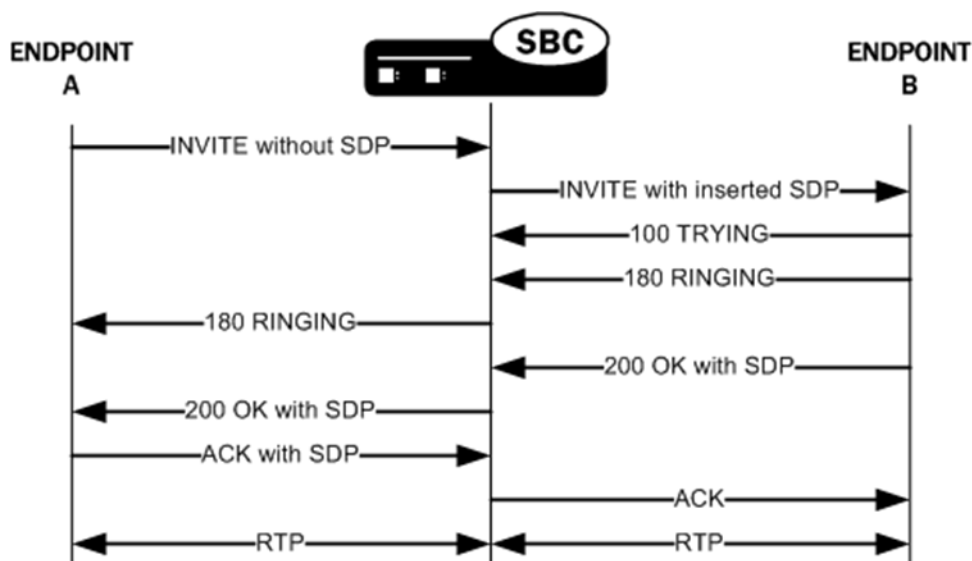 ENDPOINT
A
SBC
ENDPOINT
B
INVITE without SDP
INVITE with inserted SDP
100 TRYING
180 RINGING
180 RINGING
200 OK with SDP
200 OK with SDP
ACK with SDP
ACK
RTP
RTP